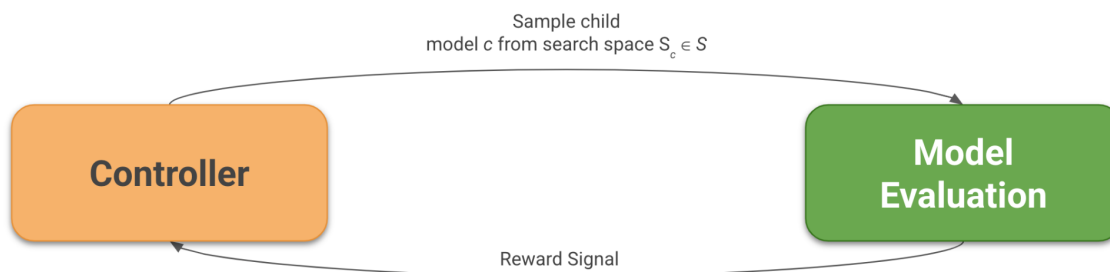 Sample child
model c from search space S_c ∈ S
Controller
Model
Evaluation
Reward Signal